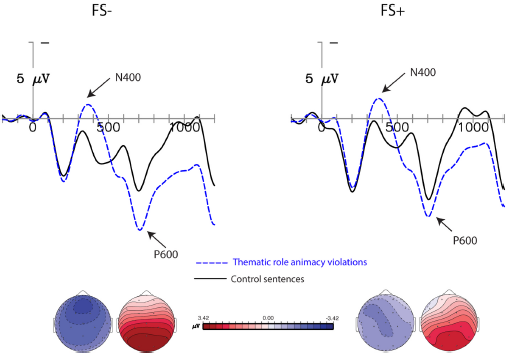 FS-
FS+
5 μV
N400
0
500
1000
P600
5 μV
N400
0
500
1000
P600
Thematic role animacy violations
Control sentences
μV
3.42
0.00
-3.42